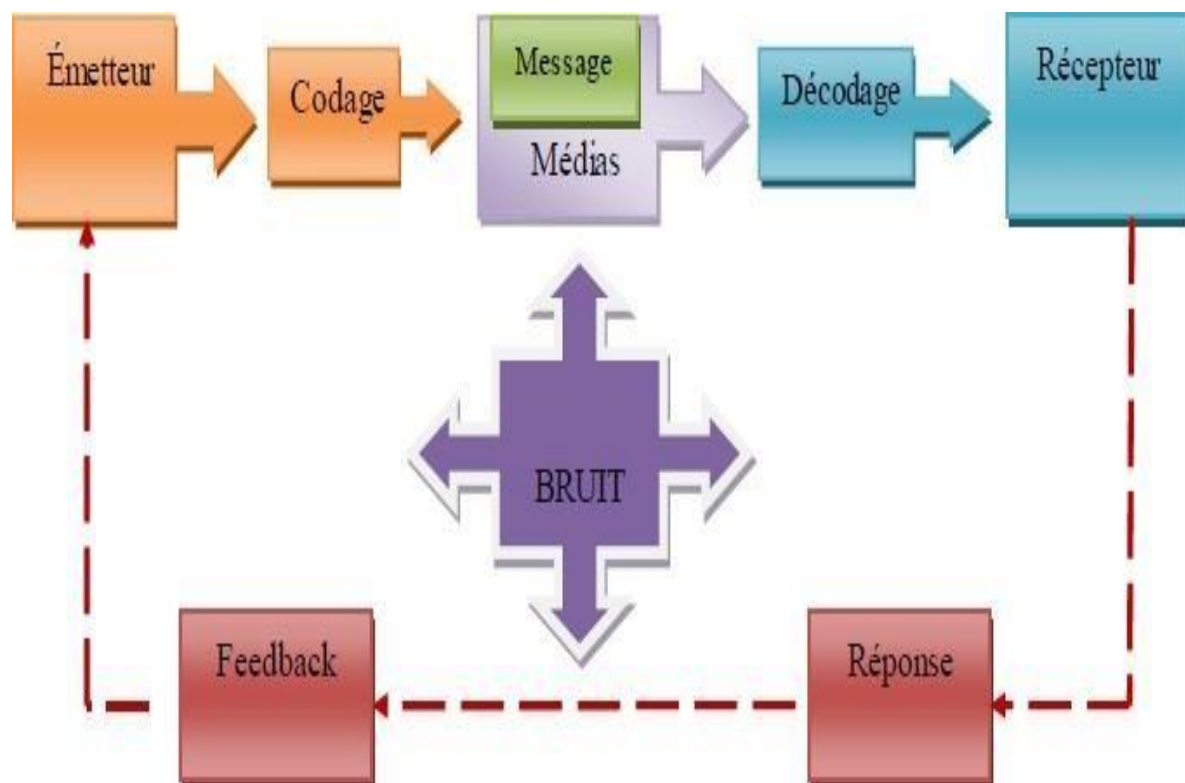 Émetteur
Codage
Message
Médias
Décodage
Récepteur
BRUIT
Feedback
Réponse